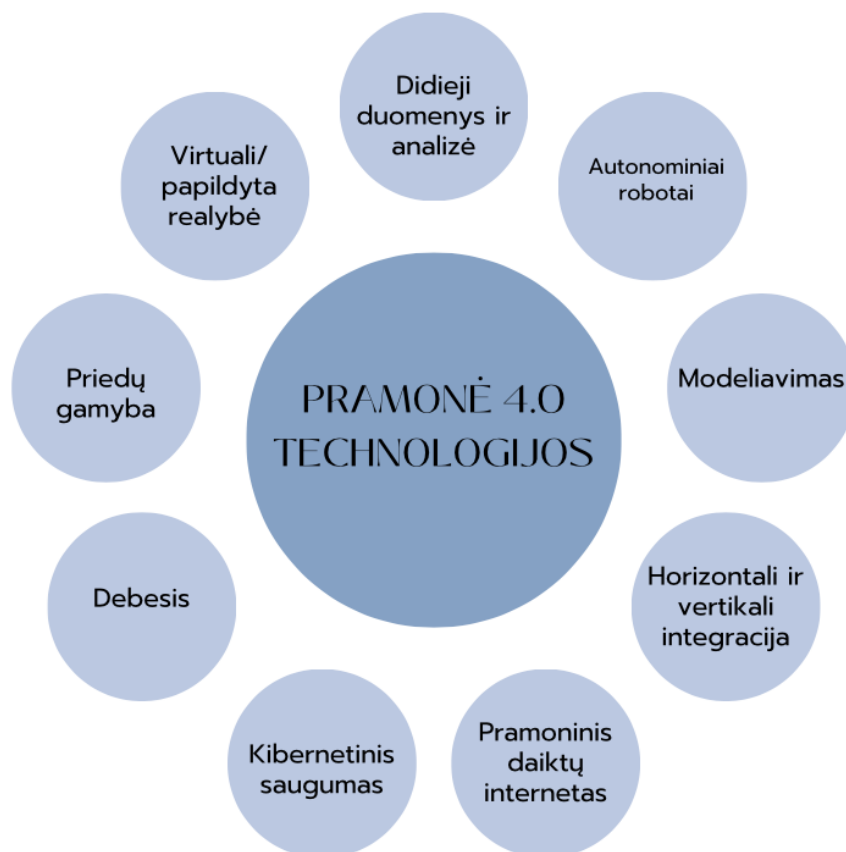 Didieji
duomenys ir
analizė
Autonominiai
robotai
Modeliavimas
Horizontali ir
vertikali
integracija
Pramoninis
daiktų
internetas
Kibernetinis
saugumas
Debesis
Priedų
gamyba
Virtuali/
papildyta
realybė
PRAMONĖ 4.0
TECHNOLOGIJOS